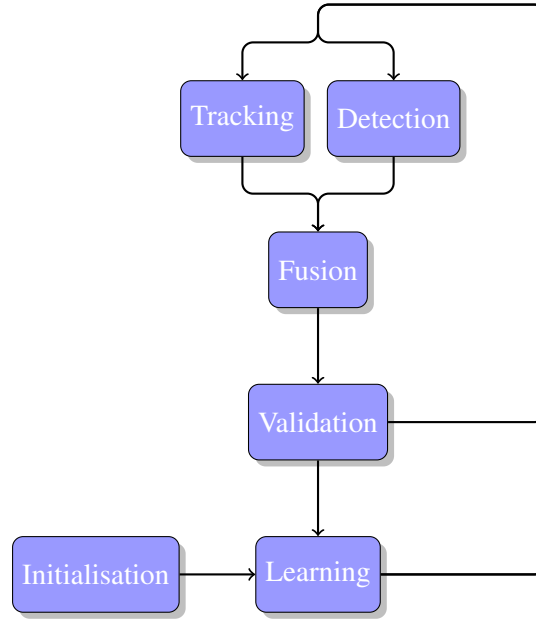 Tracking
Detection
Fusion
Validation
Initialisation
Learning